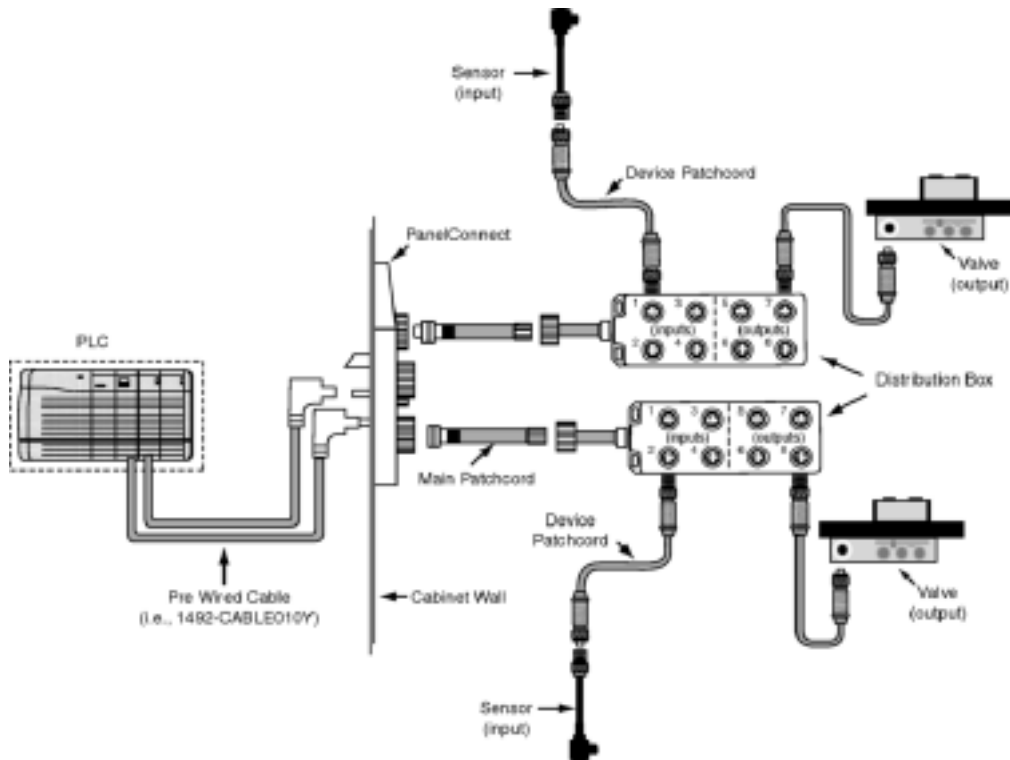 Sensor
(input)
Device Patchcord
PanelConnect
Valve
(output)
1 3 5 7
(inputs) (outputs)
2 4 6 8
PLC
Distribution Box
1 3 5 7
(inputs) (outputs)
2 4 6 8
Main Patchcord
Device
Patchcord
Pre Wired Cable
(i.e., 1492-CABLE010Y)
Cabinet Wall
Valve
(output)
Sensor
(input)